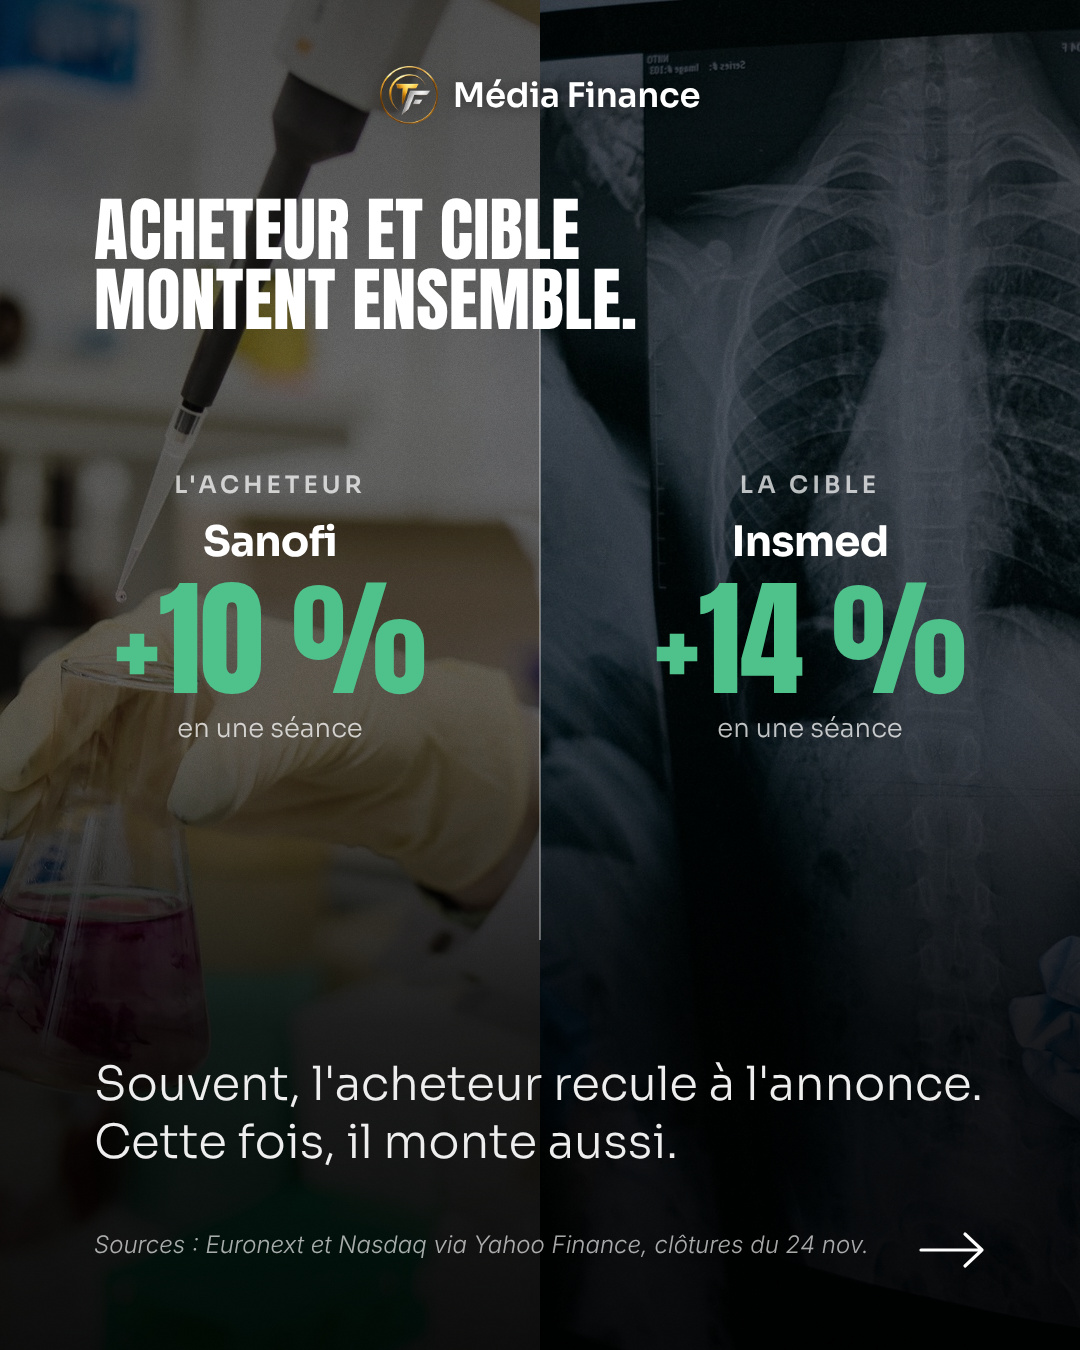 Média Finance
ACHETEUR ET CIBLE
MONTENT ENSEMBLE.
L'ACHETEUR
Sanofi
+10 %
en une séance
LA CIBLE
Insmed
+14 %
en une séance
Souvent, l'acheteur recule à l'annonce.
Cette fois, il monte aussi.
Sources : Euronext et Nasdaq via Yahoo Finance, clôtures du 24 nov.